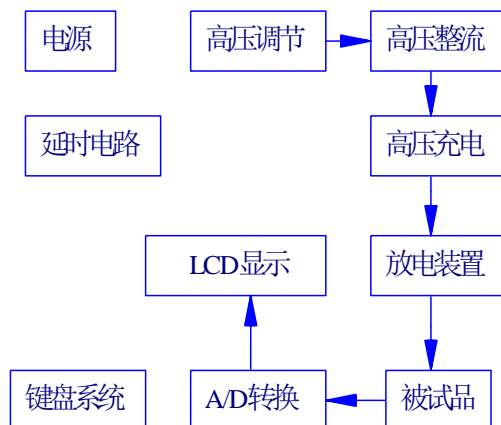 电源
高压调节
高压整流
延时电路
高压充电
LCD显示
放电装置
键盘系统
A/D转换
被试品